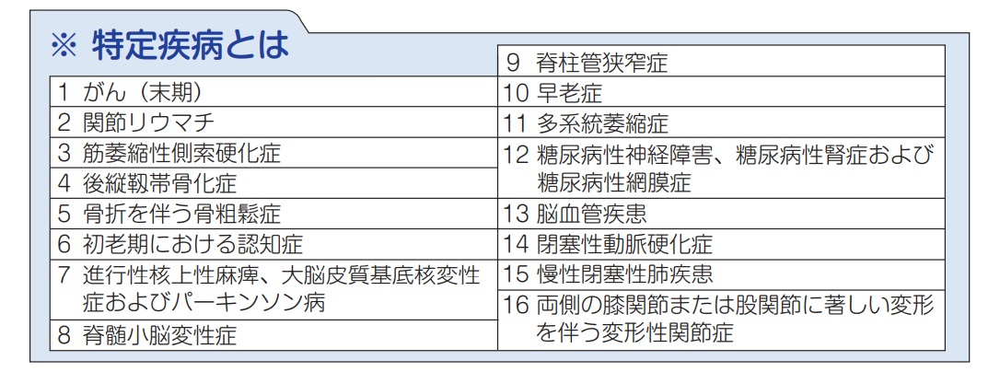 ※ 特定疾病とは
1 がん（末期）
2 関節リウマチ
3 筋萎縮性側索硬化症
4 後縦靱帯骨化症
5 骨折を伴う骨粗鬆症
6 初老期における認知症
7 進行性核上性麻痺、大脳皮質基底核変性
症およびパーキンソン病
8 脊髄小脳変性症
9 脊柱管狭窄症
10 早老症
11 多系統萎縮症
12 糖尿病性神経障害、糖尿病性腎症および
糖尿病性網膜症
13 脳血管疾患
14 閉塞性動脈硬化症
15 慢性閉塞性肺疾患
16 両側の膝関節または股関節に著しい変形
を伴う変形性関節症